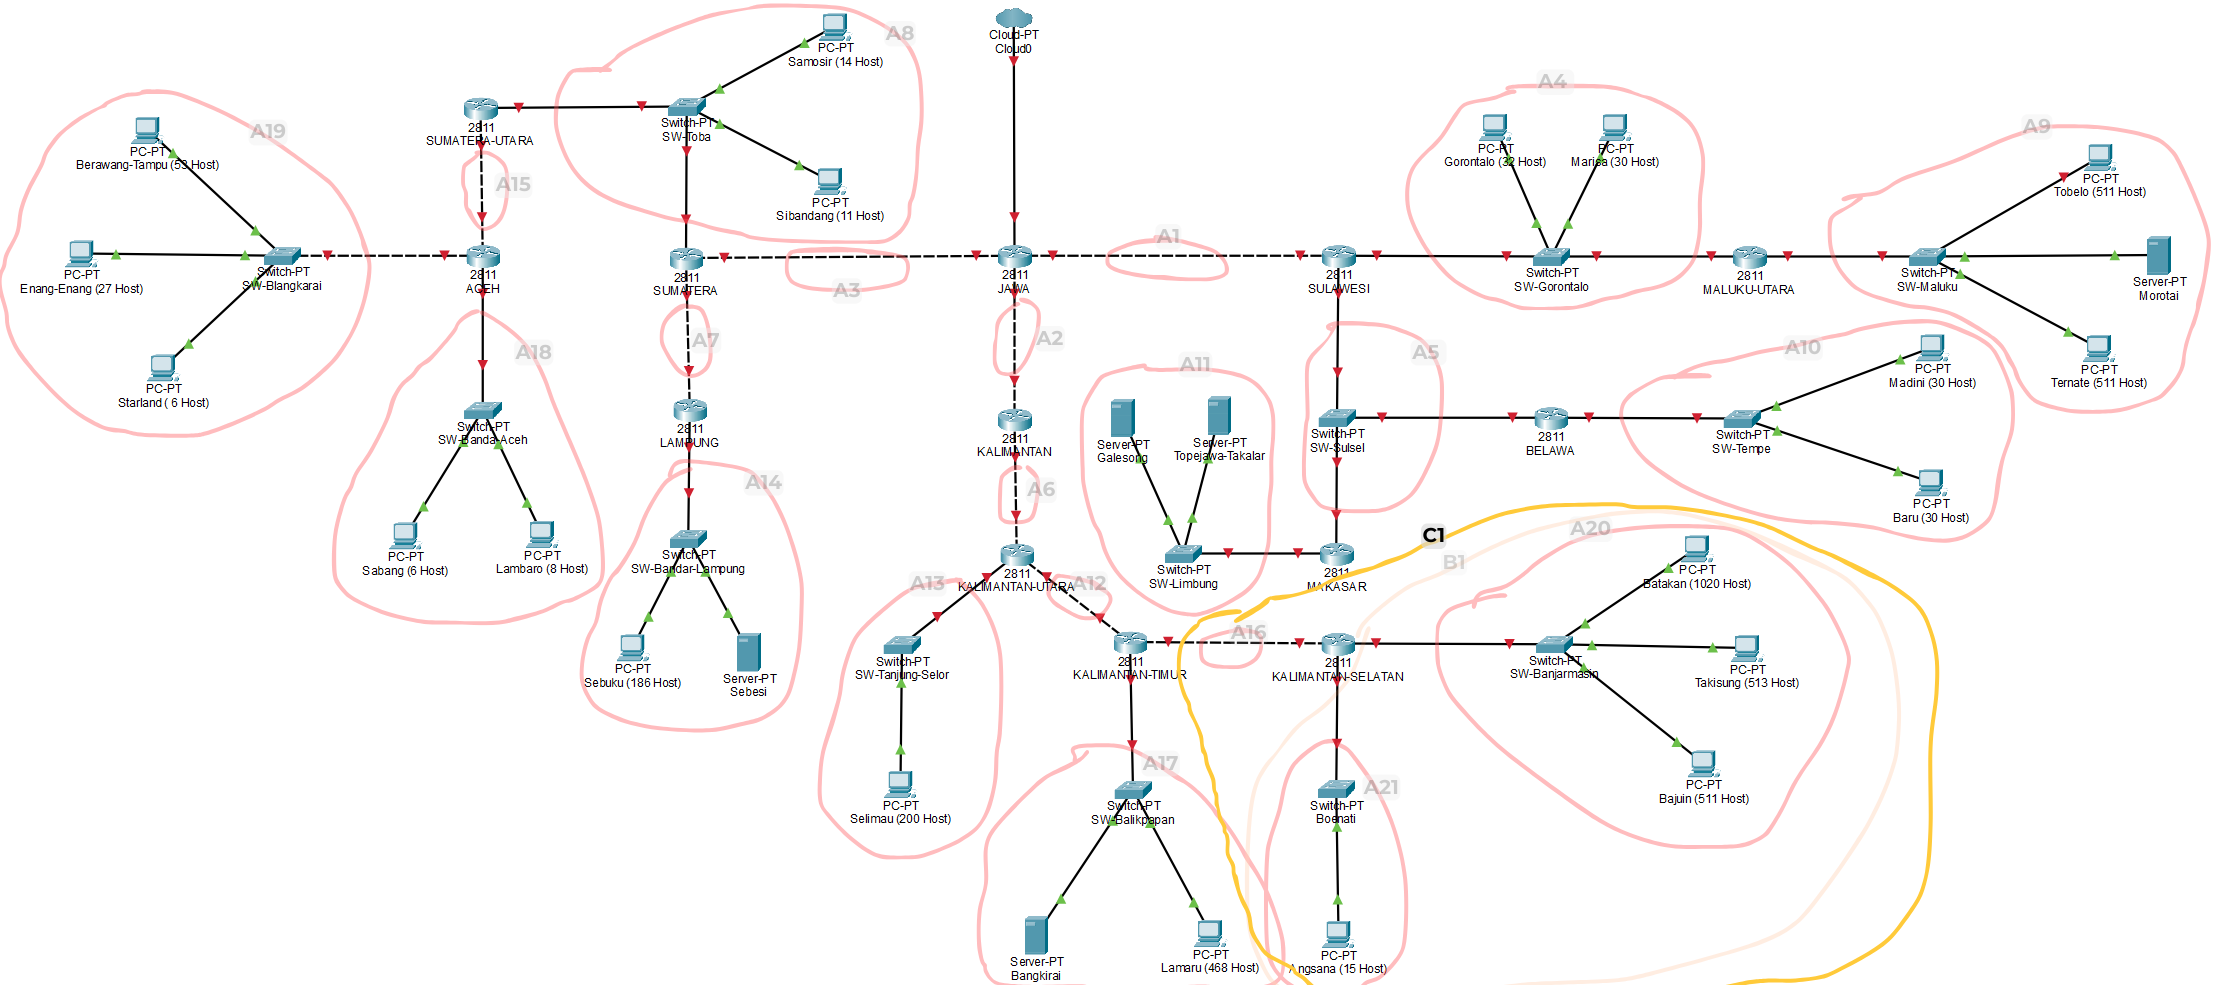 A8
PC-PT
Samosir (14 Host)
Cloud-PT
Cloud0
A4
A19
PC-PT
Berawang-Tampu (53 Host)
2811
SUMATERA-UTARA
Switch-PT
SW-Toba
PC-PT
Gorontalo (32 Host)
PC-PT
Marisa (30 Host)
A9
PC-PT
Tobelo (511 Host)
A15
PC-PT
Sibandang (11 Host)
A1
PC-PT
Enang-Enang (27 Host)
Switch-PT
SW-Blangkarai
2811
ACEH
2811
SUMATERA
A3
2811
JAWA
2811
SULAWESI
Switch-PT
SW-Gorontalo
2811
MALUKU-UTARA
Switch-PT
SW-Maluku
Server-PT
Morotai
A18
A7
A2
A11
A5
A10
PC-PT
Madini (30 Host)
PC-PT
Ternate (511 Host)
PC-PT
Starland ( 6 Host)
Switch-PT
SW-Banda-Aceh
2811
LAMPUNG
2811
KALIMANTAN
Server-PT
Galesong
Server-PT
Topejawa-Takalar
Switch-PT
SW-Sulsel
2811
BELAWA
Switch-PT
SW-Tempe
A14
A6
PC-PT
Baru (30 Host)
C1
A20
B1
PC-PT
Sabang (6 Host)
PC-PT
Lambaro (8 Host)
Switch-PT
SW-Bandar-Lampung
2811
KALIMANTAN-UTARA
A13
A12
Switch-PT
SW-Limbung
2811
MAKASAR
PC-PT
Batakan (1020 Host)
A16
PC-PT
Sebuku (186 Host)
Server-PT
Sebesi
Switch-PT
SW-Tanjung-Selor
2811
KALIMANTAN-TIMUR
2811
KALIMANTAN-SELATAN
Switch-PT
SW-Banjarmasin
PC-PT
Takisung (513 Host)
A17
A21
PC-PT
Selimau (200 Host)
Switch-PT
SW-Balikpapan
Switch-PT
Boenati
PC-PT
Bajuin (511 Host)
Server-PT
Bangkirai
PC-PT
Lamaru (468 Host)
PC-PT
Angsana (15 Host)